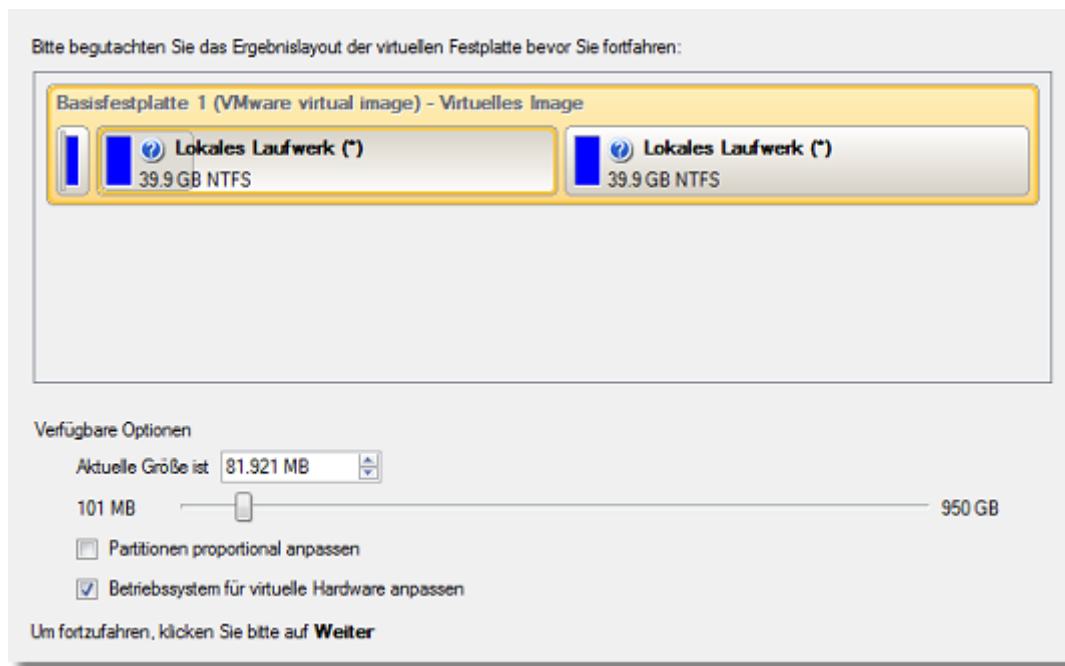 Bitte begutachten Sie das Ergebnislayout der virtuellen Festplatte bevor Sie fortfahren:
Basisfestplatte 1 (VMware virtual image) - Virtuelles Image
Lokales Laufwerk (*)
39.9 GB NTFS
Lokales Laufwerk (*)
39.9 GB NTFS
Verfügbare Optionen
Aktuelle Größe ist 81.921 MB
101 MB 950 GB
Partitionen proportional anpassen
Betriebssystem für virtuelle Hardware anpassen
Um fortzufahren, klicken Sie bitte auf Weiter